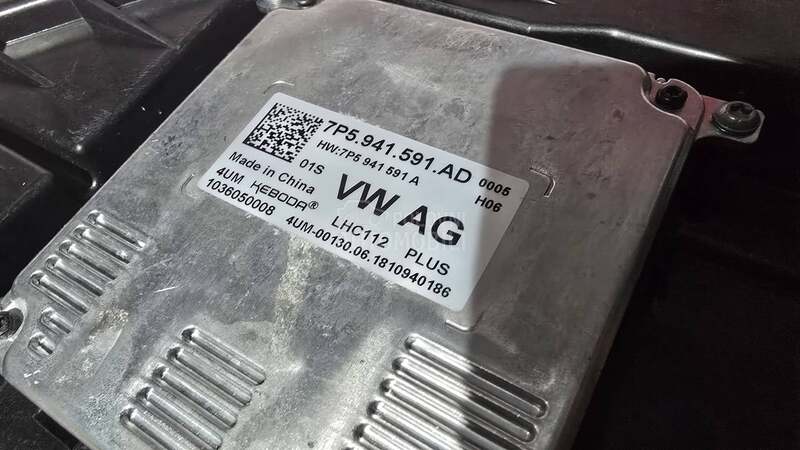 7P5.941.591.AD 0005
HW:7P5 941 591 A H06
01S
Made in China VW AG
4UM KEBODA® LHC112 PLUS
1036050008 4UM-00130.06.1810940186